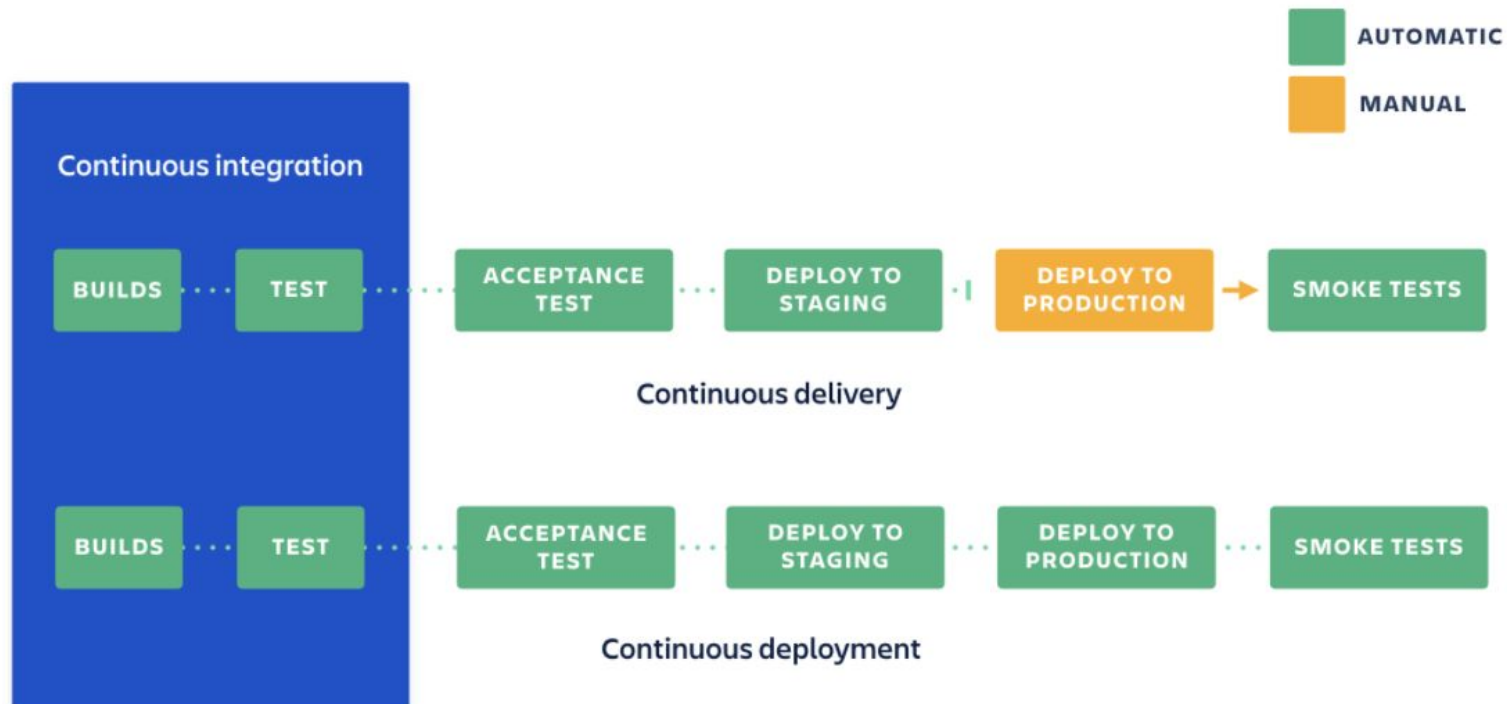 AUTOMATIC
MANUAL
Continuous integration
BUILDS
TEST
ACCEPTANCE
TEST
DEPLOY TO
STAGING
DEPLOY TO
PRODUCTION
SMOKE TESTS
Continuous delivery
BUILDS
TEST
ACCEPTANCE
TEST
DEPLOY TO
STAGING
DEPLOY TO
PRODUCTION
SMOKE TESTS
Continuous deployment